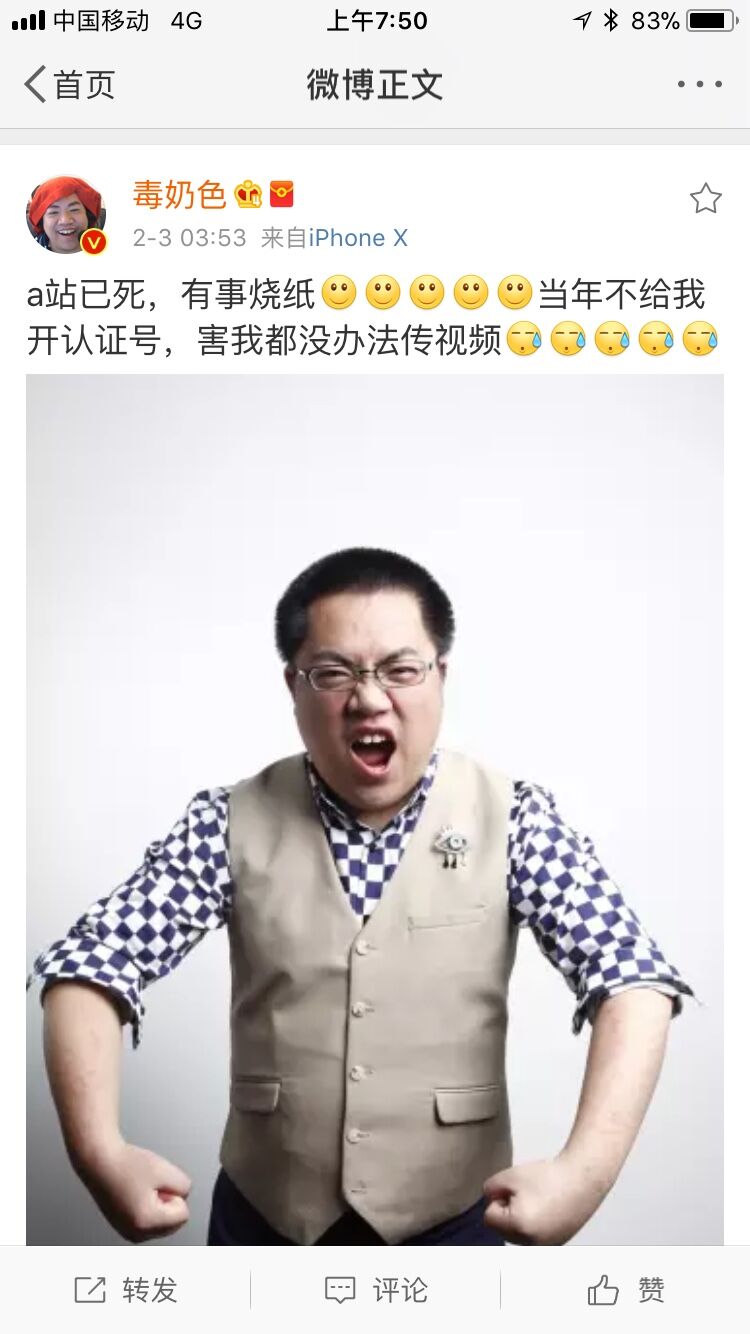 中国移动 4G 上午7:50 83%
首页 微博正文
毒奶色
2-3 03:53 来自iPhone X
a站已死，有事烧纸当年不给我
开认证号，害我都没办法传视频
转发 评论 赞